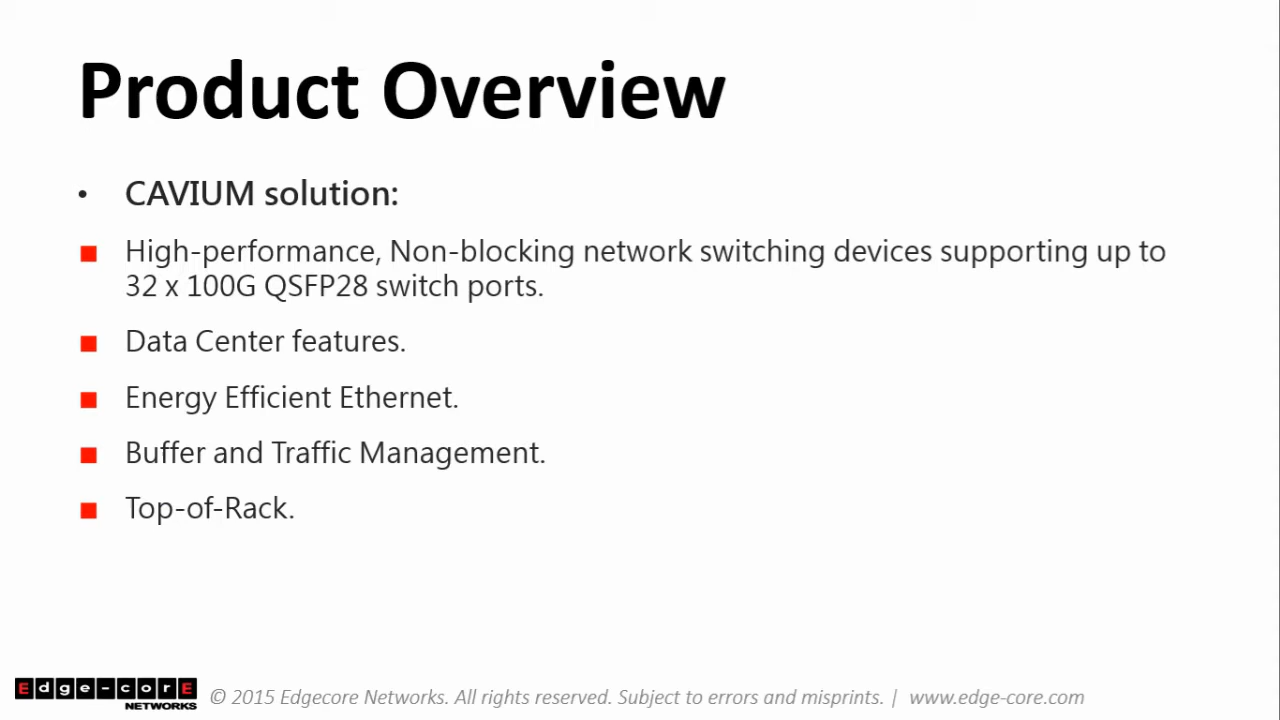 Product Overview
• CAVIUM solution:
■ High-performance, Non-blocking network switching devices supporting up to
32 x 100G QSFP28 switch ports.
■ Data Center features.
■ Energy Efficient Ethernet.
■ Buffer and Traffic Management.
■ Top-of-Rack.
Edge-corE
NETWORKS
© 2015 Edgecore Networks. All rights reserved. Subject to errors and misprints. | www.edge-core.com